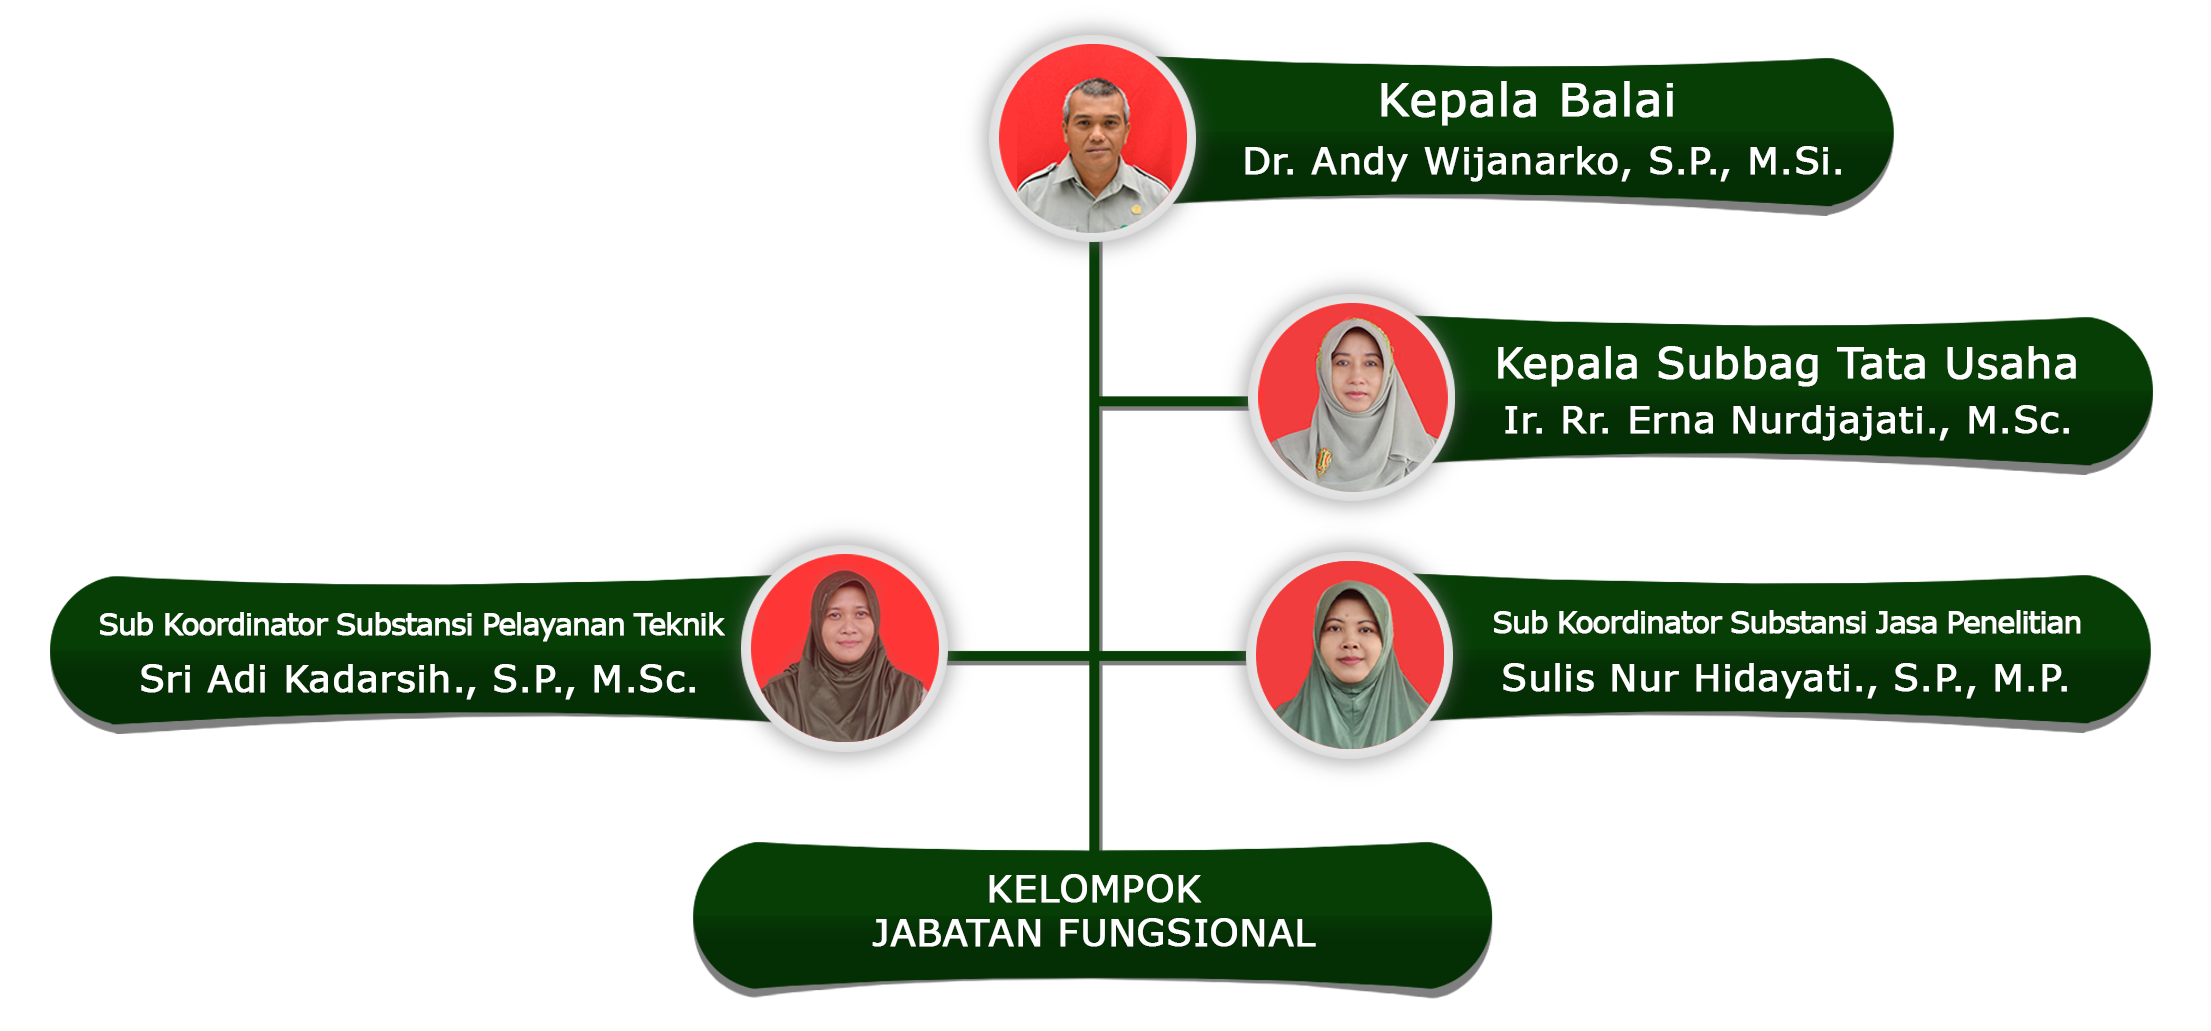 Kepala Balai
Dr. Andy Wijanarko, S.P., M.Si.
Kepala Subbag Tata Usaha
Ir. Rr. Erna Nurdjajati., M.Sc.
Sub Koordinator Substansi Pelayanan Teknik
Sri Adi Kadarsih., S.P., M.Sc.
Sub Koordinator Substansi Jasa Penelitian
Sulis Nur Hidayati., S.P., M.P.
KELOMPOK
JABATAN FUNGSIONAL